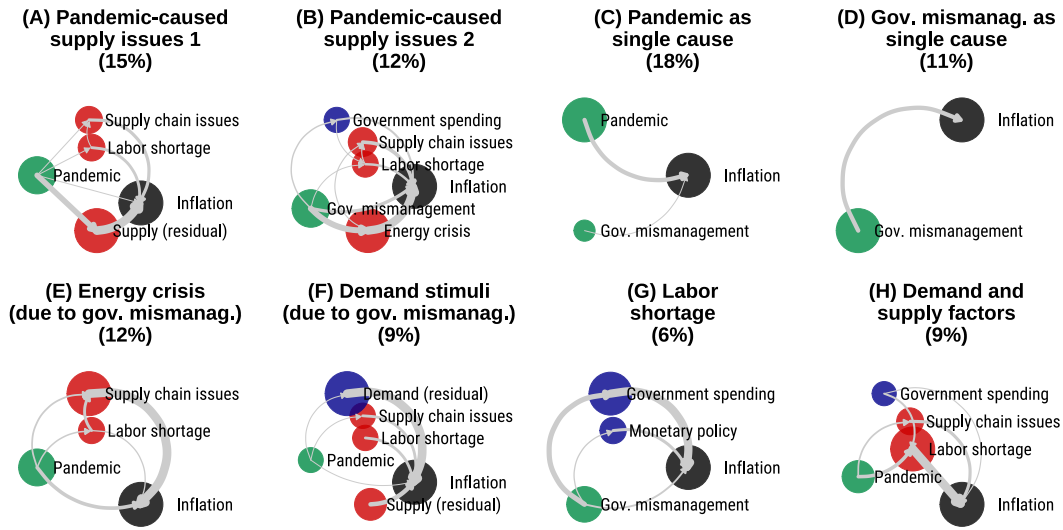 (A) Pandemic-caused
supply issues 1
(15%)
Supply chain issues
Labor shortage
Pandemic
Inflation
Supply (residual)
(B) Pandemic-caused
supply issues 2
(12%)
Government spending
Supply chain issues
Labor shortage
Inflation
Gov. mismanagement
Energy crisis
(C) Pandemic as
single cause
(18%)
Pandemic
Inflation
Gov. mismanagement
(D) Gov. mismanag. as
single cause
(11%)
Inflation
Gov. mismanagement
(E) Energy crisis
(due to gov. mismanag.)
(12%)
Supply chain issues
Labor shortage
Pandemic
Inflation
(F) Demand stimuli
(due to gov. mismanag.)
(9%)
Demand (residual)
Supply chain issues
Labor shortage
Pandemic
Inflation
Supply (residual)
(G) Labor
shortage
(6%)
Government spending
Monetary policy
Inflation
Gov. mismanagement
(H) Demand and
supply factors
(9%)
Government spending
Supply chain issues
Labor shortage
Pandemic
Inflation